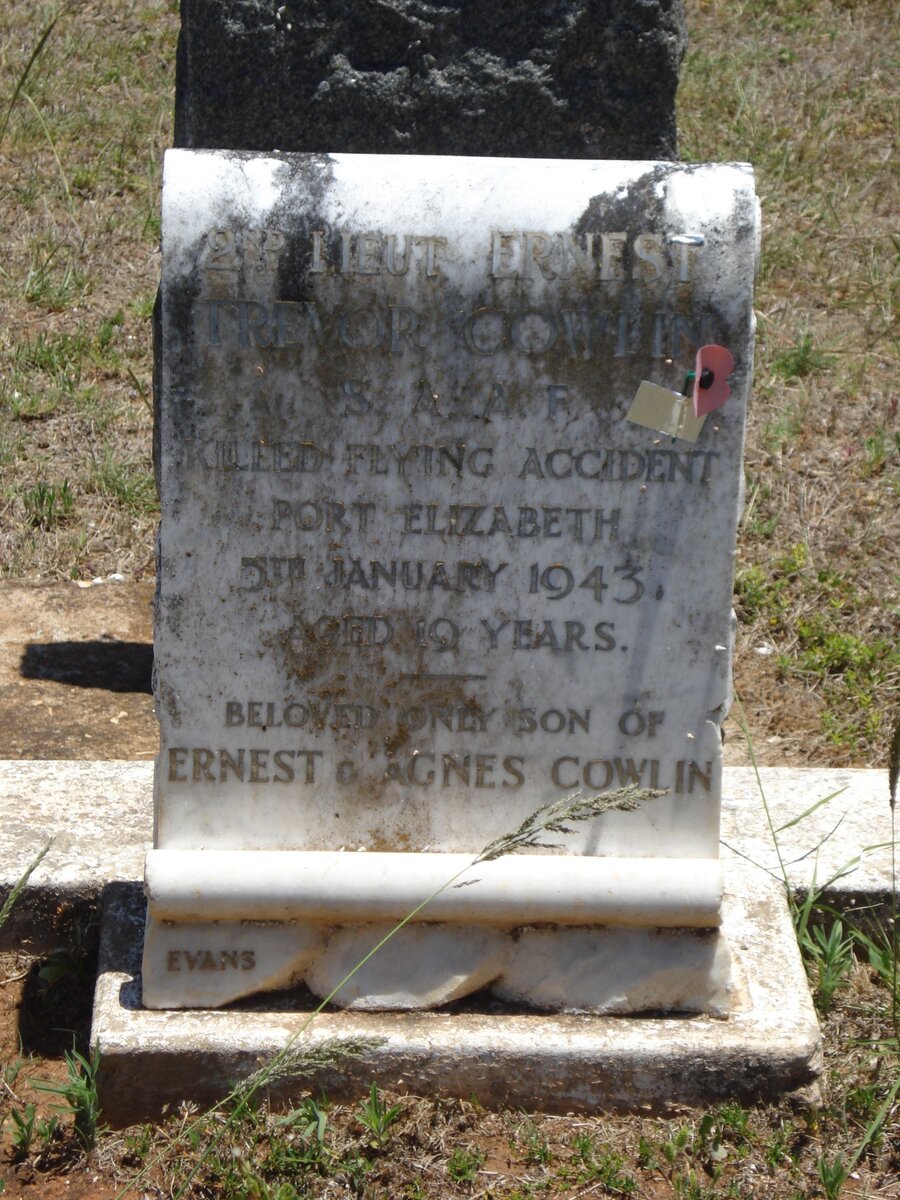 2ND LIEUT ERNEST
TREVOR COWLIN
S. A. A. F.
KILLED FLYING ACCIDENT
PORT ELIZABETH
5TH JANUARY 1943.
AGED 19 YEARS.
BELOVED ONLY SON OF
ERNEST & AGNES COWLIN
EVANS